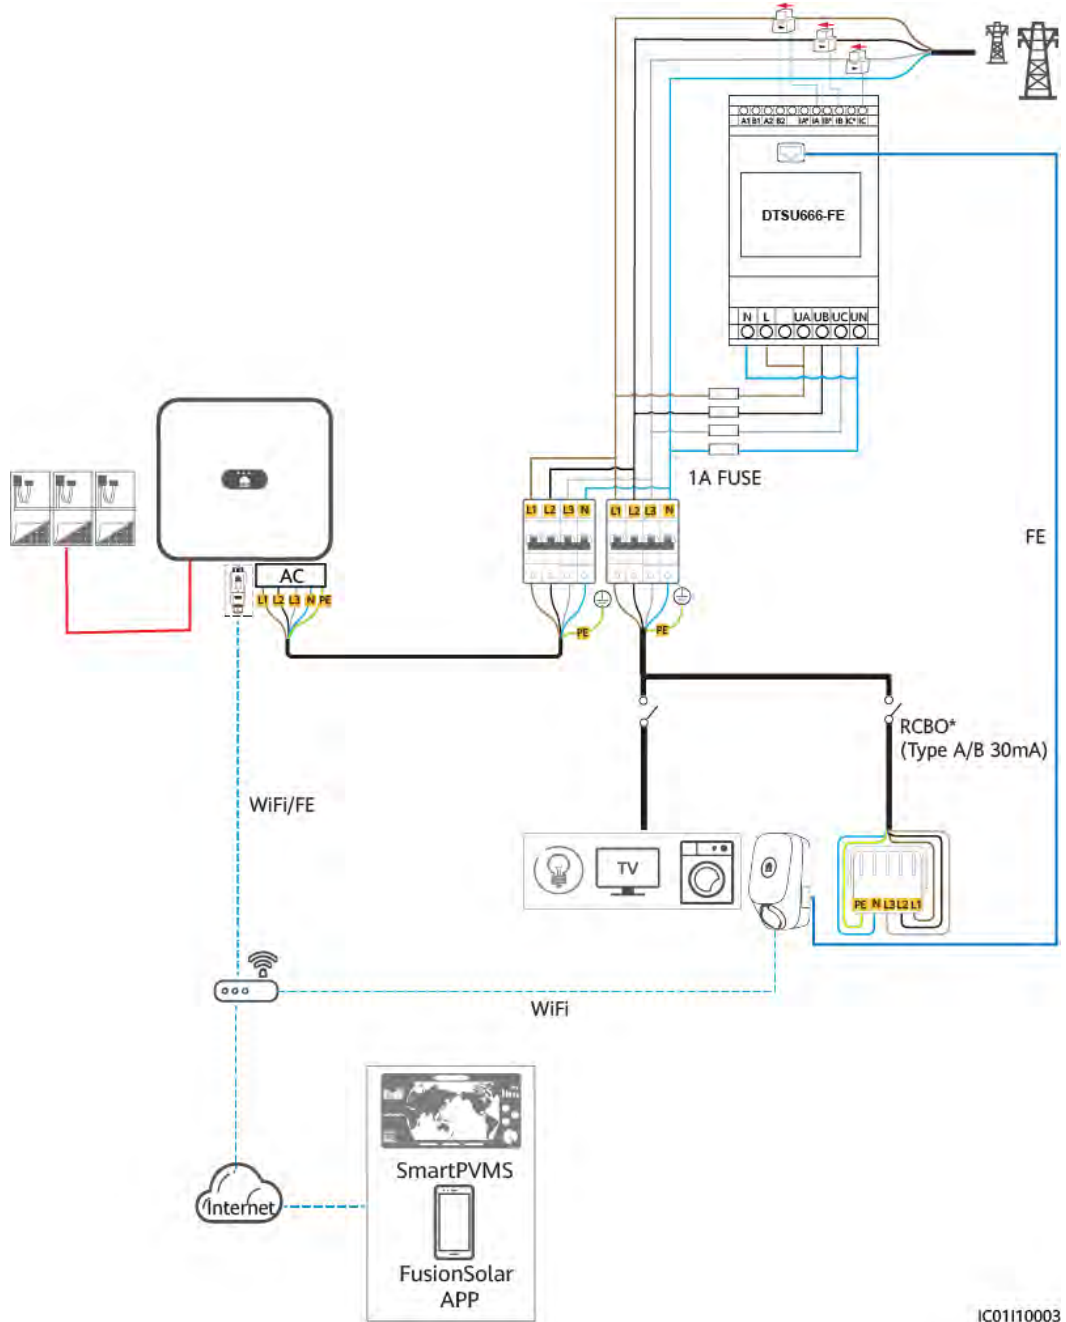 A1 B1 A2 B2 IA* IA IB* IB IC* IC
DTSU666-FE
N L UA UB UC UN
1A FUSE
L1 L2 L3 N
L1 L2 L3 N
FE
AC
L1 L2 L3 N PE
PE
PE
RCBO*
(Type A/B 30mA)
WiFi/FE
TV
PE N L3 L2 L1
WiFi
SmartPVMS
Internet
FusionSolar
APP
IC01I10003